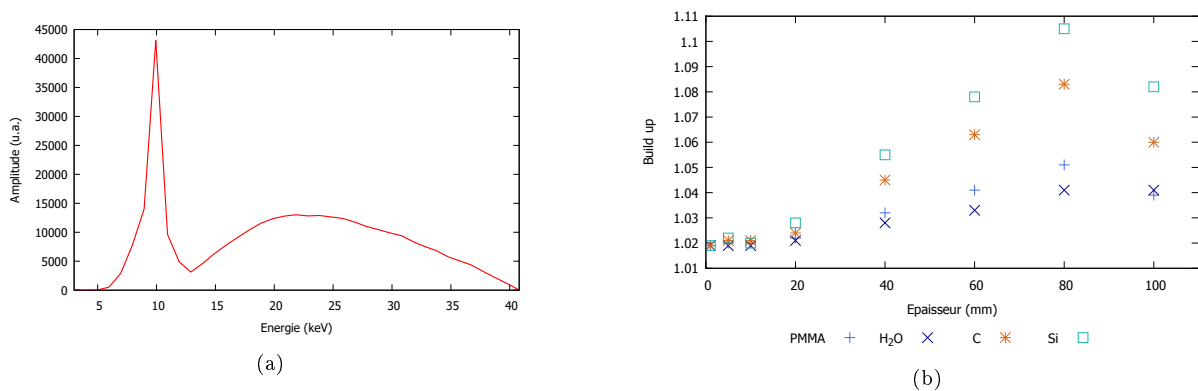 45000
40000
35000
30000
25000
20000
15000
10000
5000
0
5 10 15 20 25 30 35 40
Amplitude (u.a.)
Energie (keV)
(a)
1.11
1.1
1.09
1.08
1.07
1.06
1.05
1.04
1.03
1.02
1.01
0 20 40 60 80 100
Build up
Epaisseur (mm)
PMMA H₂O C Si
(b)